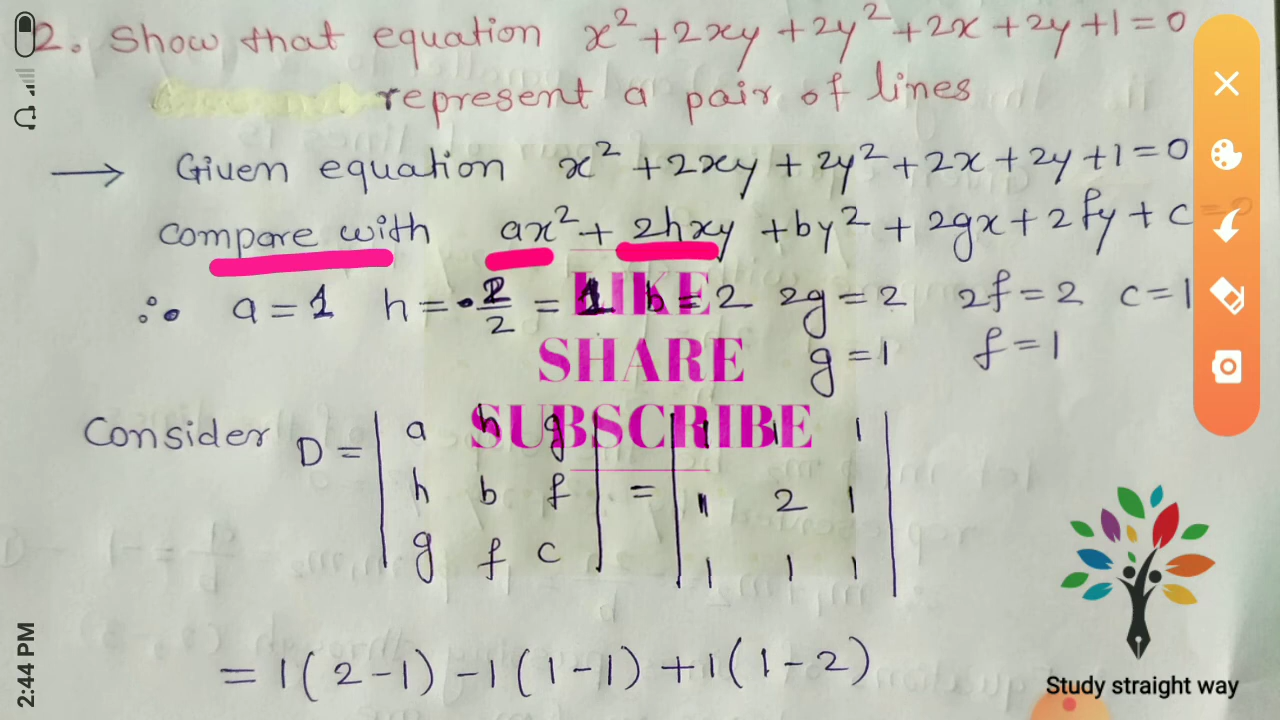 2. Show that equation x² + 2xy + 2y² + 2x + 2y + 1 = 0
represent a pair of lines
→ Given equation x² + 2xy + 2y² + 2x + 2y + 1 = 0
compare with ax² + 2hxy + by² + 2gx + 2fy + c = 0
∴ a = 1 h = 2/2 = 1 b = 2 2g = 2 2f = 2 c = 1
g = 1 f = 1
LIKE
SHARE
SUBSCRIBE
Consider D = | a h g | = | 1 1 1 |
| h b f | | 1 2 1 |
| g f c | | 1 1 1 |
= 1(2-1) -1(1-1) +1(1-2)
Study straight way
2:44 PM